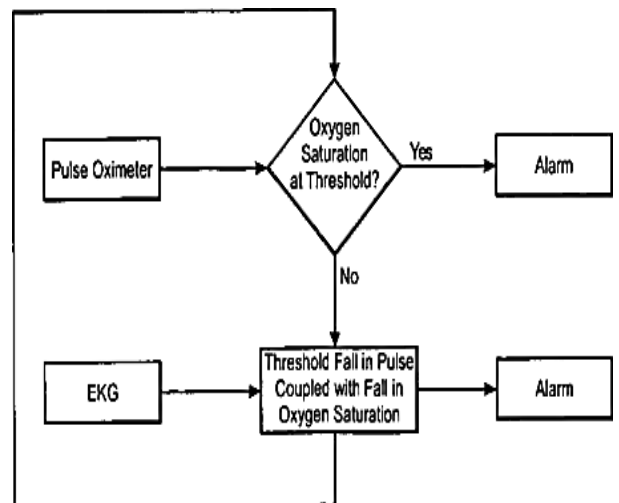 Oxygen
Saturation
at Threshold?
Pulse Oximeter
Yes
Alarm
No
Threshold Fall in Pulse
Coupled with Fall in
Oxygen Saturation
EKG
Alarm